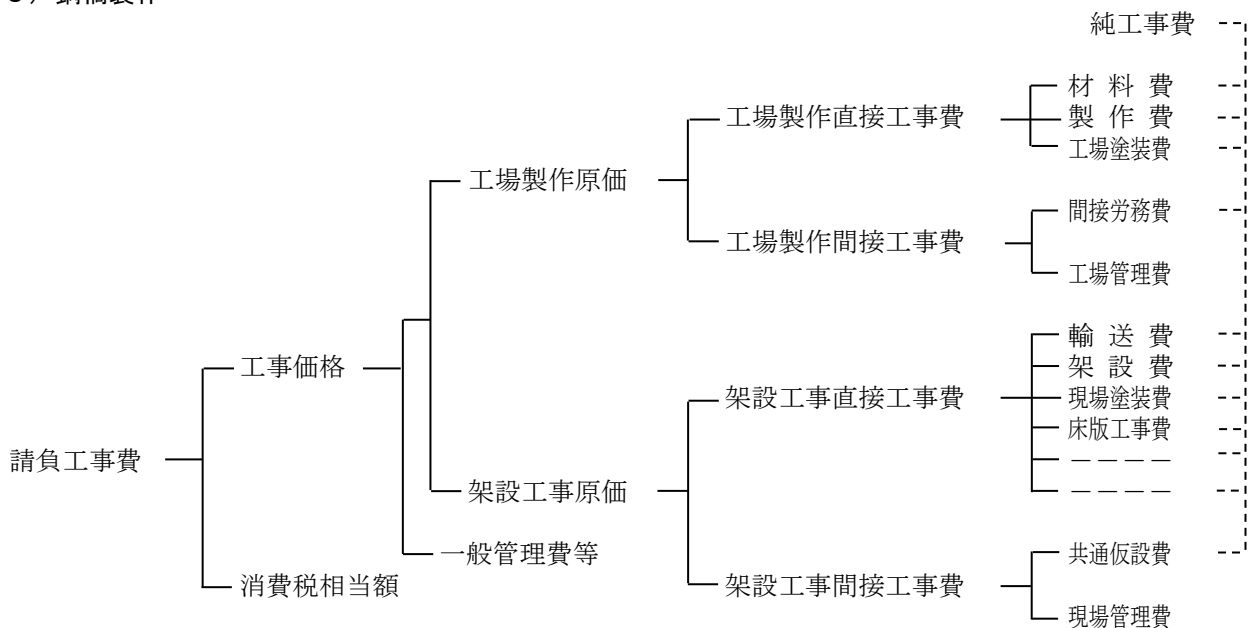 純工事費
材 料 費
工場製作直接工事費
製 作 費
工場塗装費
工場製作原価
間接労務費
工場製作間接工事費
工場管理費
輸 送 費
工事価格
架 設 費
架設工事直接工事費
現場塗装費
床版工事費
請負工事費
－－－－
架設工事原価
－－－－
一般管理費等
共通仮設費
消費税相当額
架設工事間接工事費
現場管理費